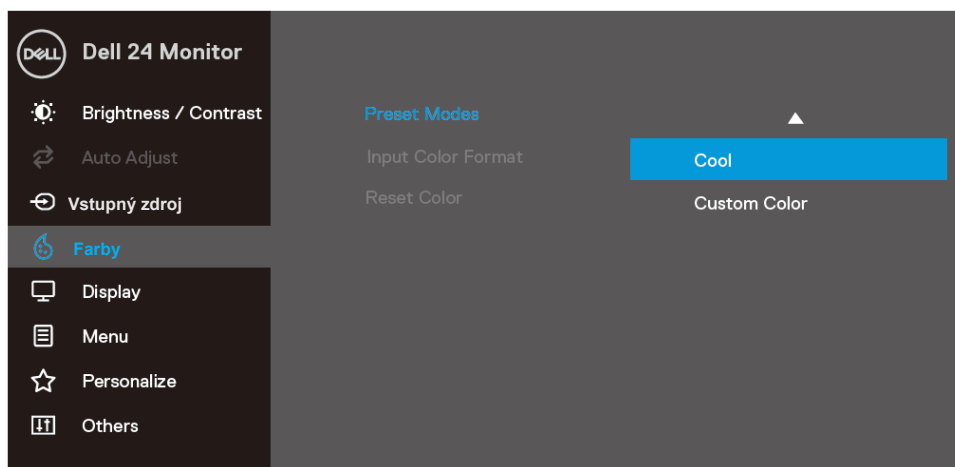 DELL
Dell 24 Monitor
Brightness / Contrast
Auto Adjust
Vstupný zdroj
Farby
Display
Menu
Personalize
Others
Preset Modes
Input Color Format
Reset Color
Cool
Custom Color